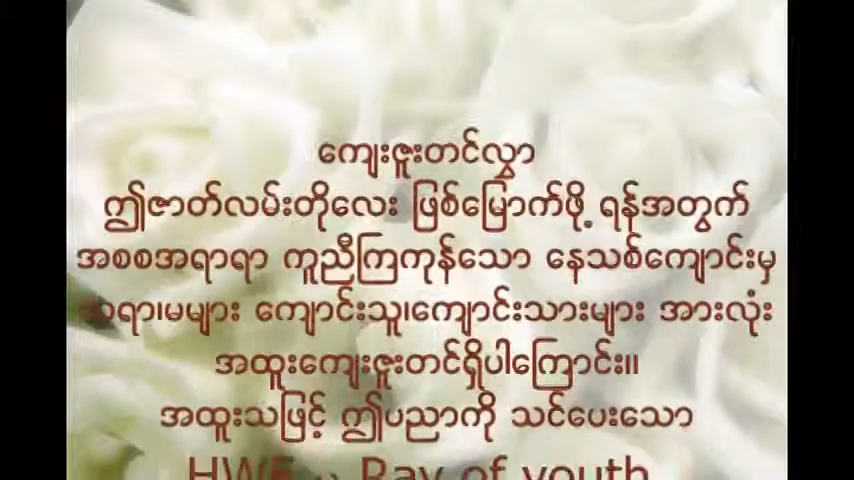 ကျေးဇူးတင်လွှာ
ဤဇာတ်လမ်းတိုလေး ဖြစ်မြောက်ဖို့ ရန်အတွက်
အစစအရာရာ ကူညီကြကုန်သော နေသစ်ကျောင်းမှ
ဆရာ၊မများ ကျောင်းသူ၊ကျောင်းသားများ အားလုံး
အထူးကျေးဇူးတင်ရှိပါကြောင်း။
အထူးသဖြင့် ဤပညာကို သင်ပေးသော
Ray of youth